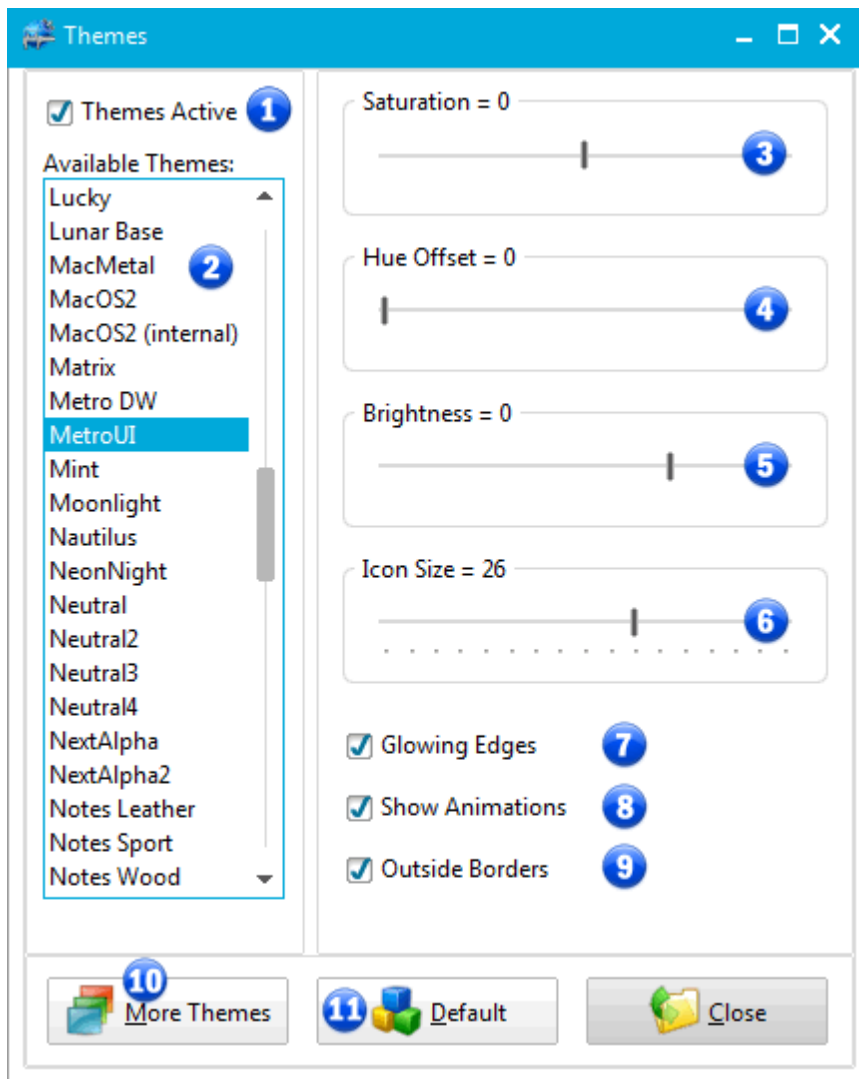 Themes
Themes Active 1
Available Themes:
Lucky
Lunar Base
MacMetal
2
MacOS2
MacOS2 (internal)
Matrix
Metro DW
MetroUI
Mint
Moonlight
Nautilus
NeonNight
Neutral
Neutral2
Neutral3
Neutral4
NextAlpha
NextAlpha2
Notes Leather
Notes Sport
Notes Wood
Saturation = 0
3
Hue Offset = 0
4
Brightness = 0
5
Icon Size = 26
6
Glowing Edges 7
Show Animations 8
Outside Borders 9
10
More Themes
11 Default
Close